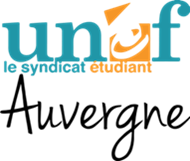 unef
le syndicat étudiant
Auvergne